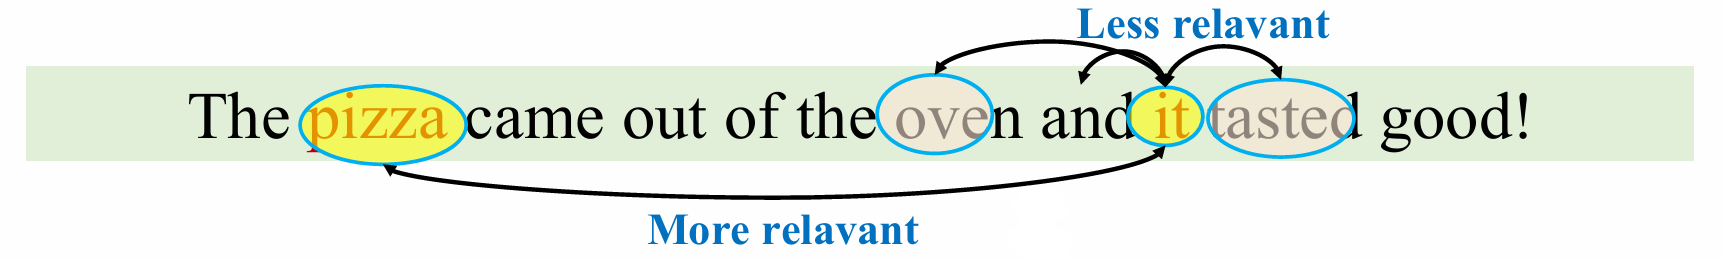 Less relavant
The pizza came out of the oven and it tasted good!
More relavant